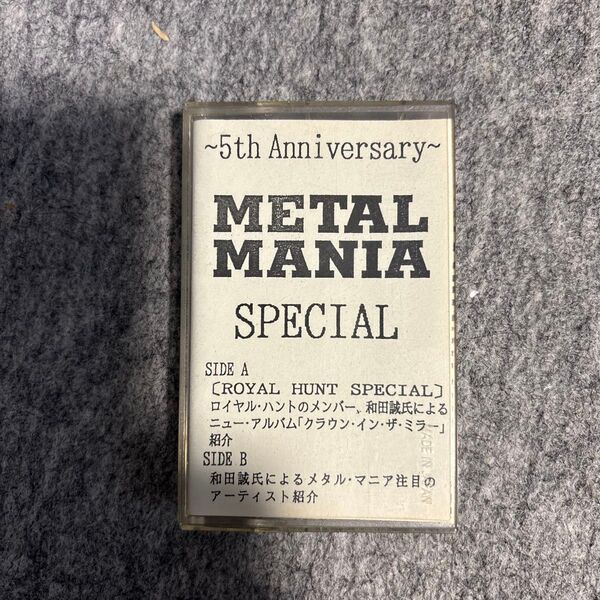 ~5th Anniversary~
METAL
MANIA
SPECIAL
SIDE A
〔ROYAL HUNT SPECIAL〕
ロイヤル・ハントのメンバー、和田誠氏による
ニュー・アルバム「クラウン・イン・ザ・ミラー」
紹介
SIDE B
和田誠氏によるメタル・マニア注目の
アーティスト紹介
MADE IN